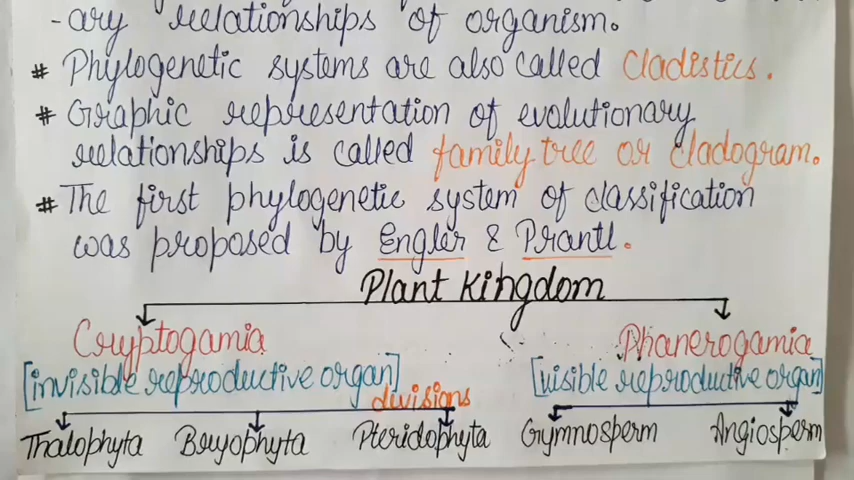 -ary relationships of organism.
# Phylogenetic systems are also called Cladistics.
# Graphic representation of evolutionary
relationships is called family tree or cladogram.
# The first phylogenetic system of classification
was proposed by Engler & Prantl.
Plant kingdom
Cryptogamia Phanerogamia
[invisible reproductive organ] [visible reproductive organ]
divisions
Thalophyta Bryophyta Pteridophyta Gymnosperm Angiosperm